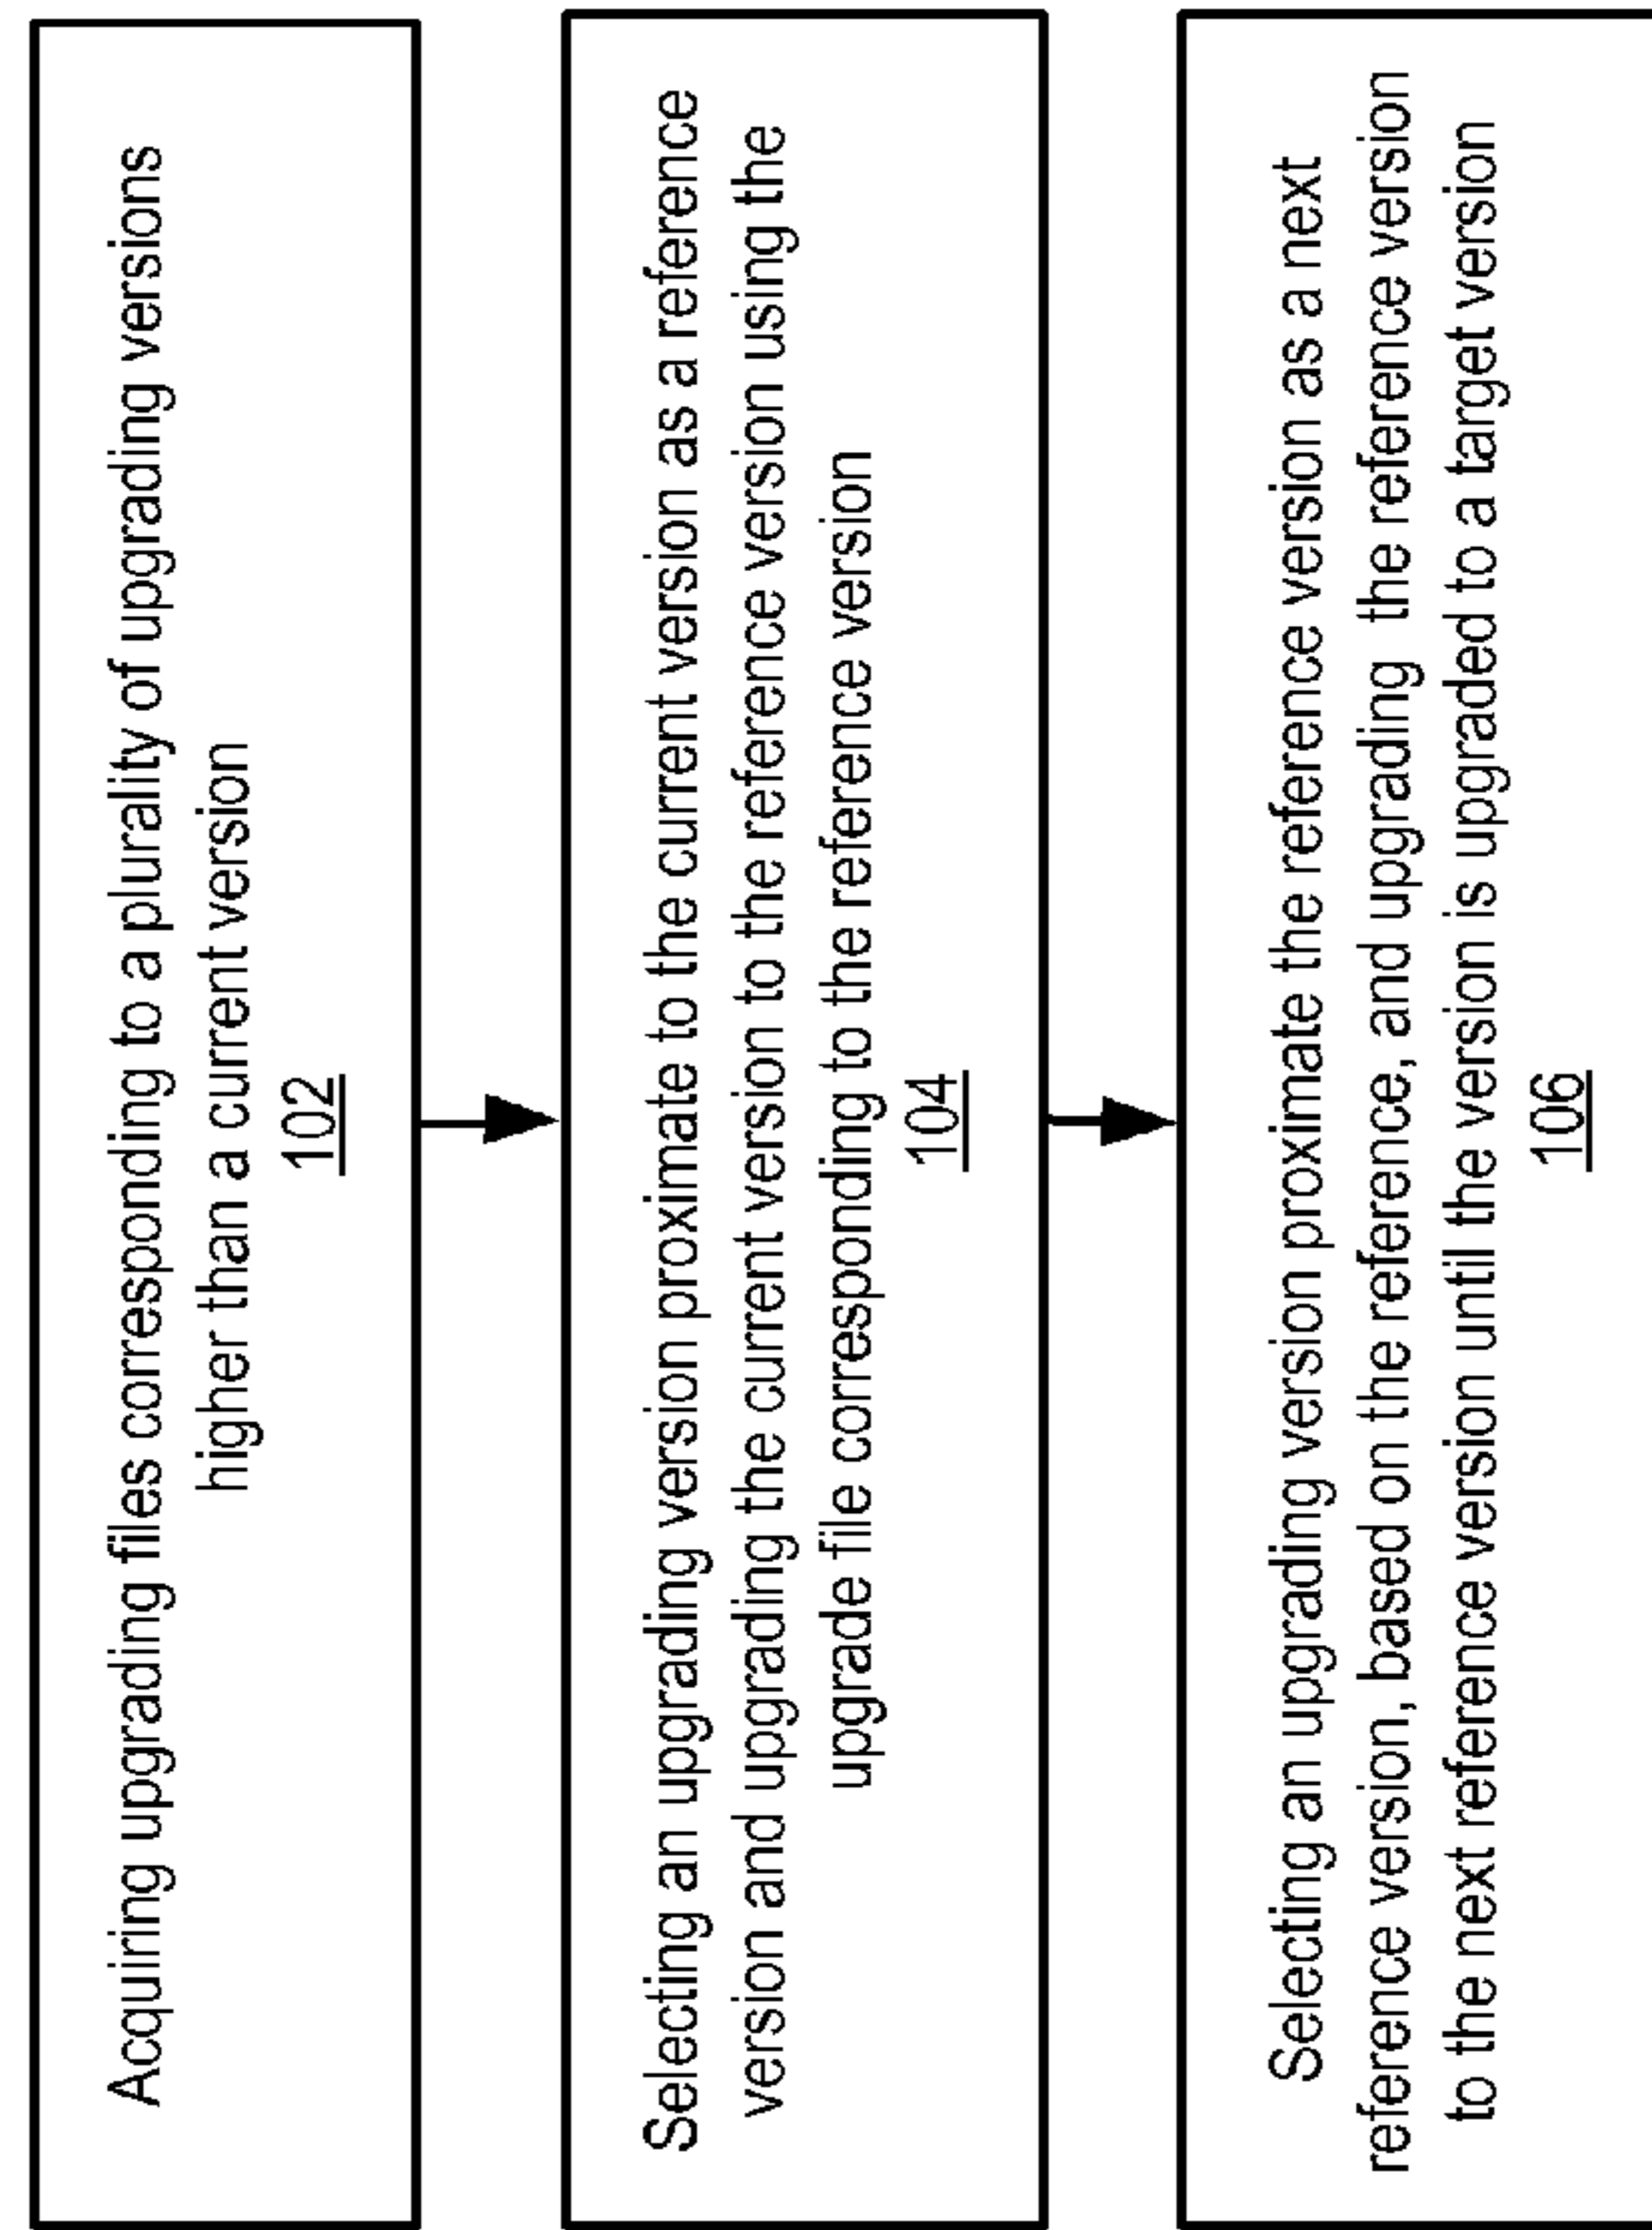 Acquiring upgrading files corresponding to a plurality of upgrading versions
higher than a current version
102
Selecting an upgrading version proximate to the current version as a reference
version and upgrading the current version to the reference version using the
upgrade file corresponding to the reference version
104
Selecting an upgrading version proximate the reference version as a next
reference version, based on the reference, and upgrading the reference version
to the next reference version until the version is upgraded to a target version
106